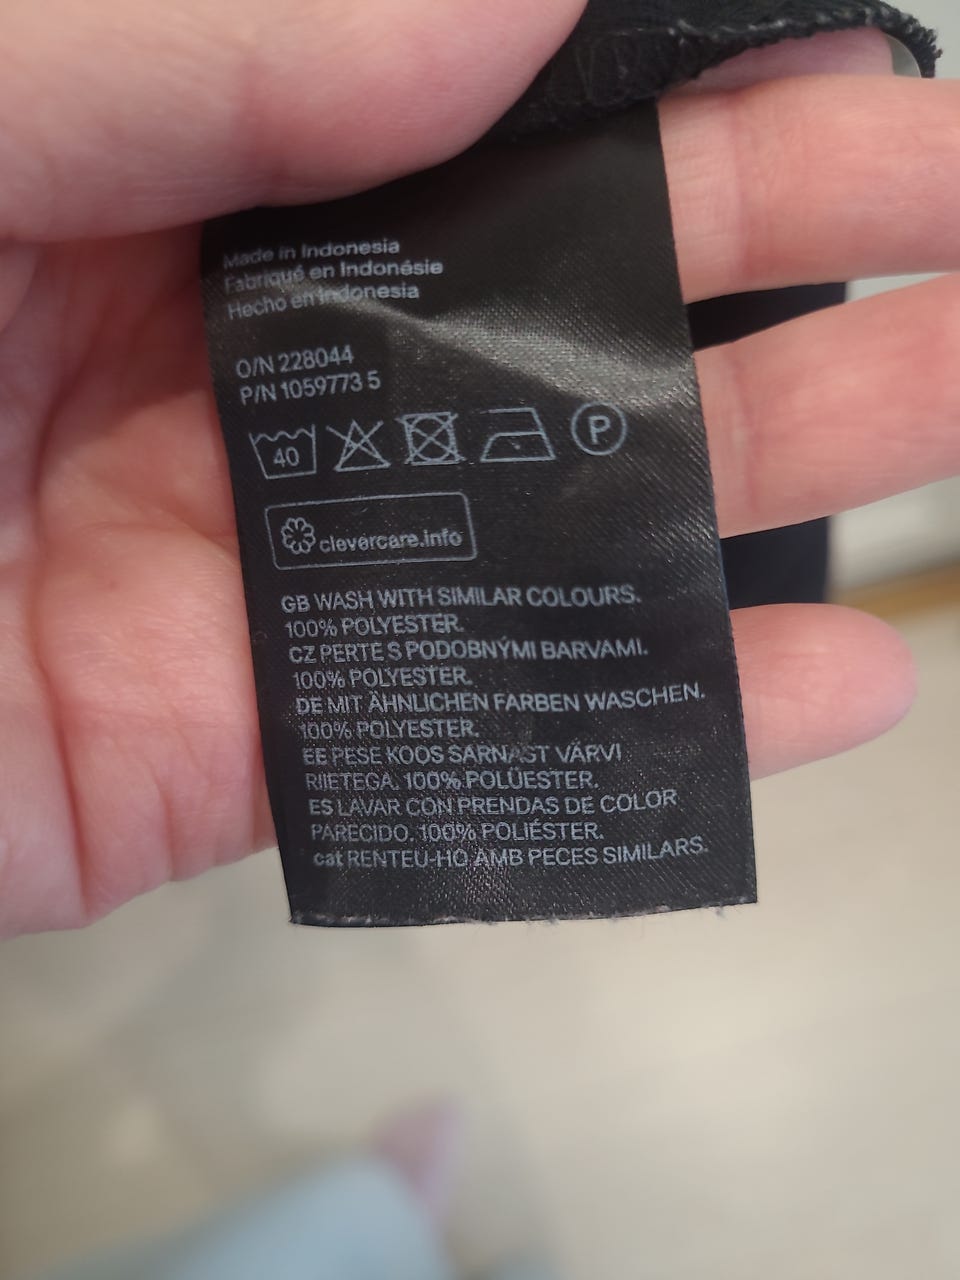 Made in Indonesia
Fabriqué en Indonésie
Hecho en Indonesia
O/N 228044
P/N 1059773 5
40
P
clevercare.info
GB WASH WITH SIMILAR COLOURS.
100% POLYESTER.
CZ PERTE S PODOBNÝMI BARVAMI.
100% POLYESTER.
DE MIT ÄHNLICHEN FARBEN WASCHEN.
100% POLYESTER.
EE PESE KOOS SARNAST VÄRVI
RIIETEGA. 100% POLÜESTER.
ES LAVAR CON PRENDAS DE COLOR
PARECIDO. 100% POLIÉSTER.
cat RENTEU-HO AMB PECES SIMILARS.